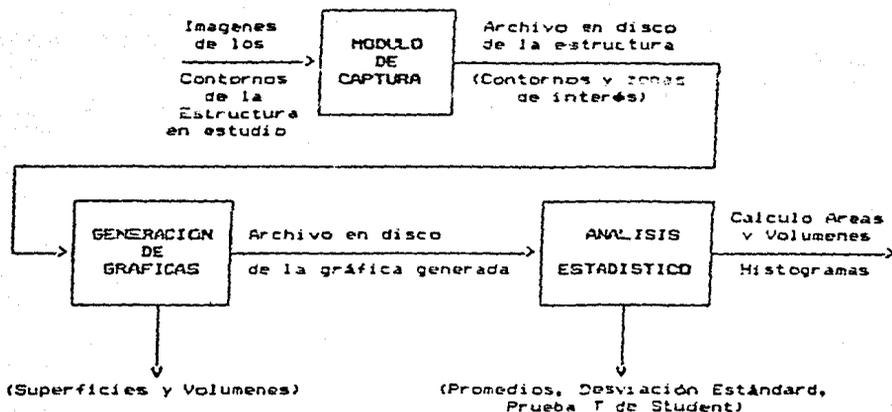 Imagenes
de los
Contornos
de la
Estructura
en estudio
MODULO
DE
CAPTURA
Archivo en disco
de la estructura
(Contornos y zonas
de interés)
GENERACION
DE
GRAFICAS
Archivo en disco
de la gráfica generada
ANALISIS
ESTADISTICO
Calculo Areas
y Volumenes
Histogramas
(Superficies y Volumenes)
(Promedios, Desviación Estándard,
Prueba T de Student)